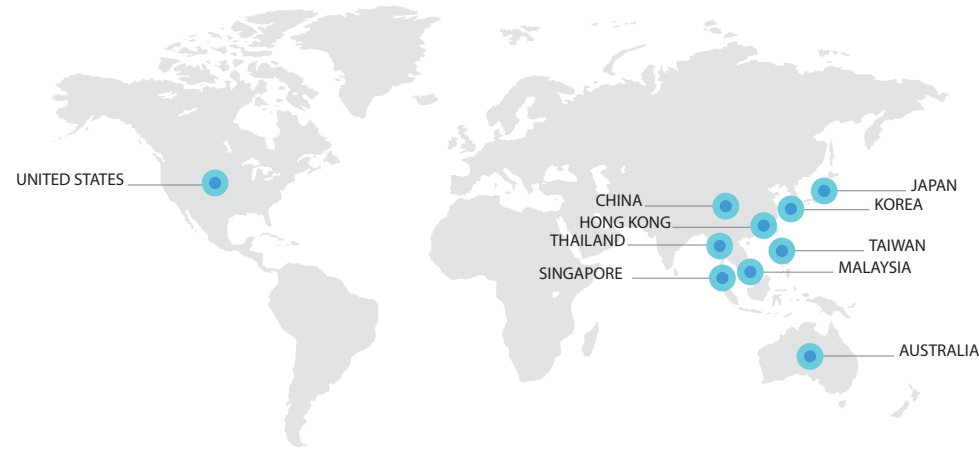 UNITED STATES
CHINA
HONG KONG
THAILAND
SINGAPORE
JAPAN
KOREA
TAIWAN
MALAYSIA
AUSTRALIA